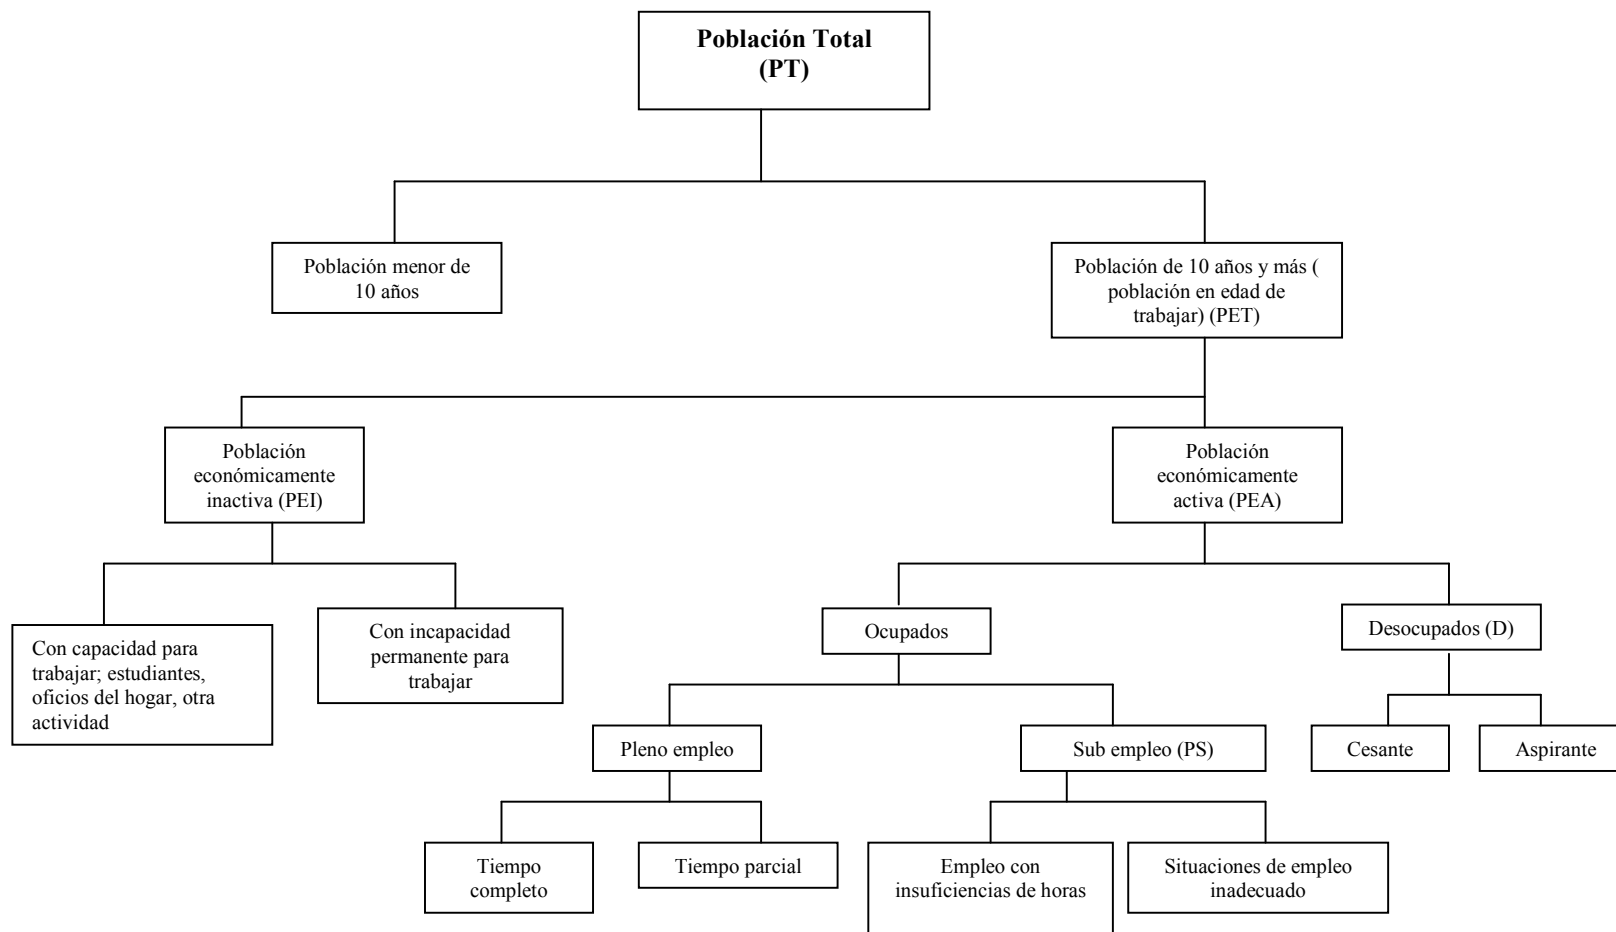 Población Total
(PT)
Población menor de
10 años
Población de 10 años y más (
población en edad de
trabajar) (PET)
Población
económicamente
inactiva (PEI)
Población
económicamente
activa (PEA)
Con capacidad para
trabajar; estudiantes,
oficios del hogar, otra
actividad
Con incapacidad
permanente para
trabajar
Ocupados
Desocupados (D)
Pleno empleo
Sub empleo (PS)
Cesante
Aspirante
Tiempo
completo
Tiempo parcial
Empleo con
insuficiencias de horas
Situaciones de empleo
inadecuado